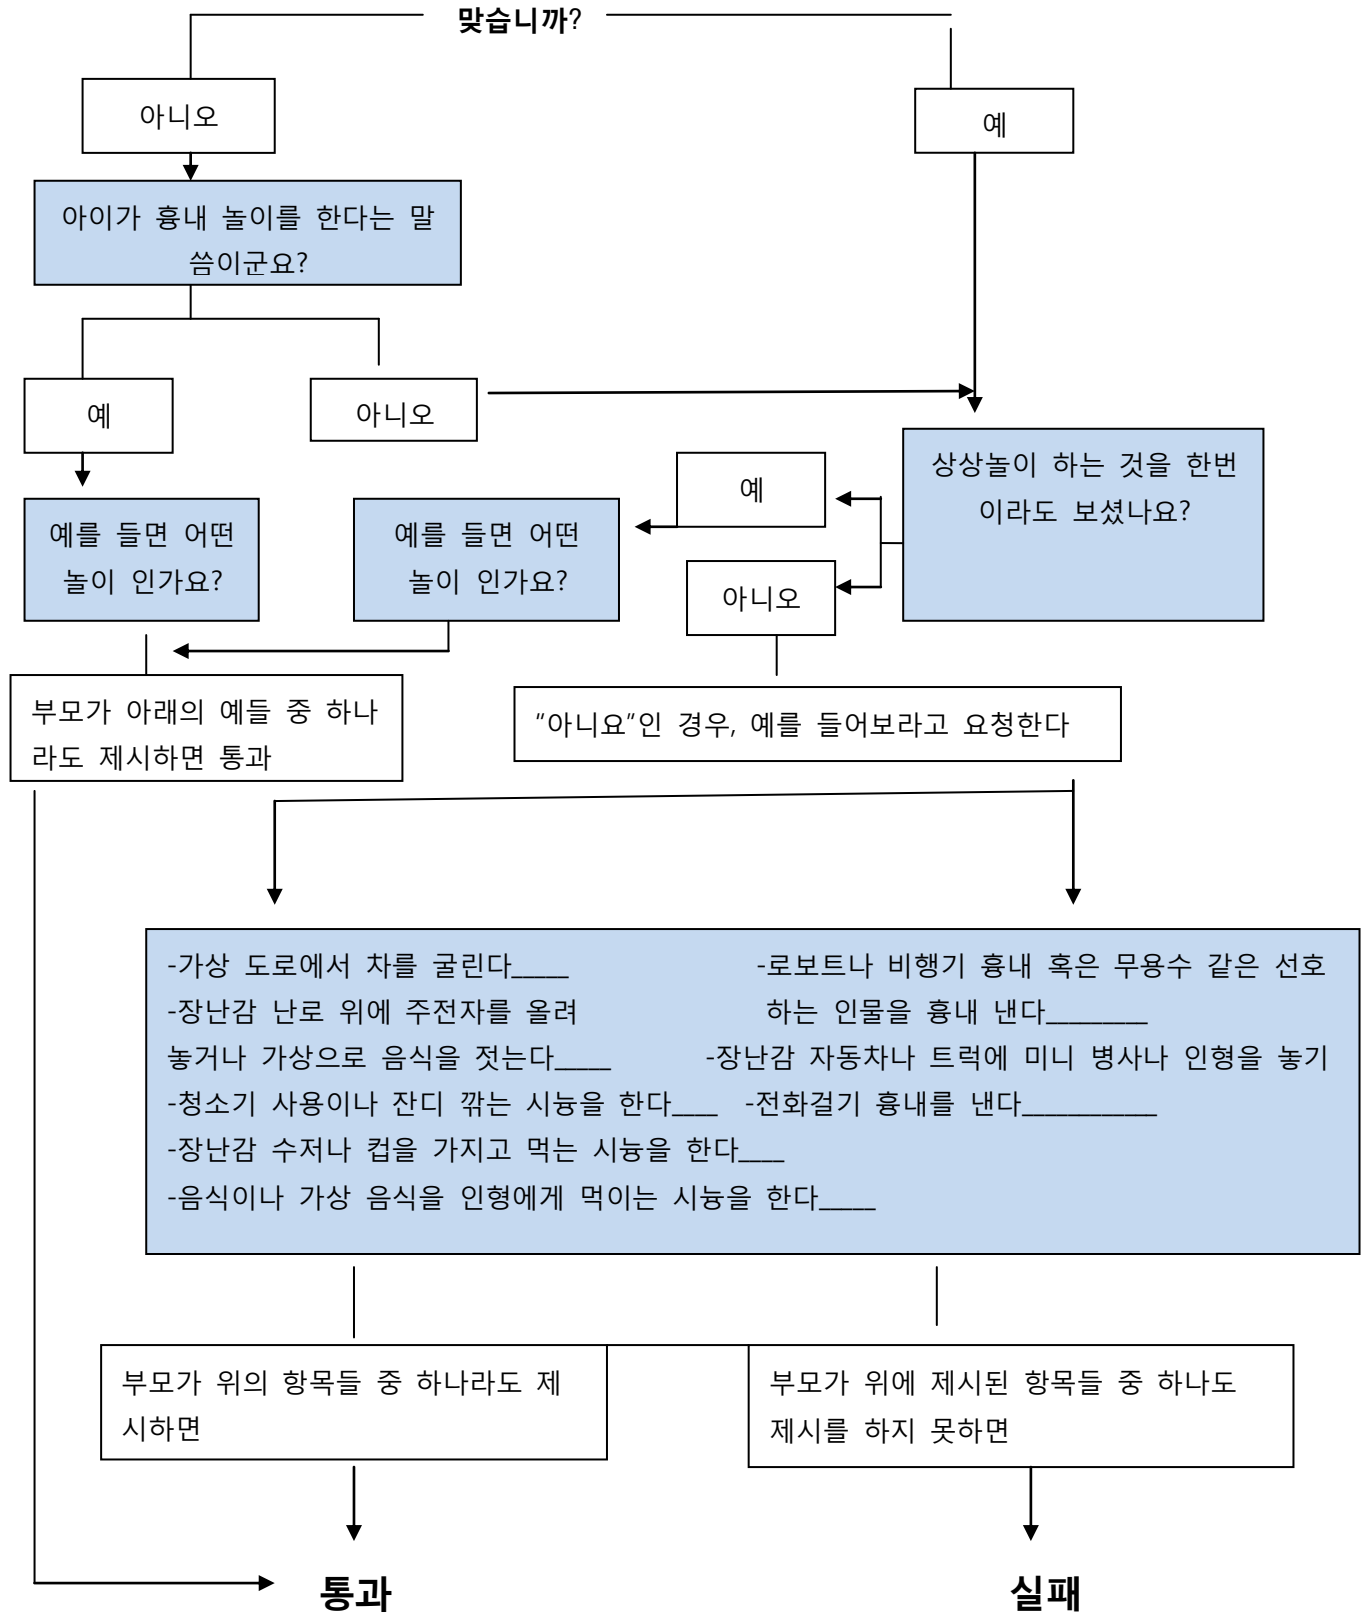 맞습니까?
아니오
예
아이가 흉내 놀이를 한다는 말
씀이군요?
예
아니오
상상놀이 하는 것을 한번
이라도 보셨나요?
예
예를 들면 어떤
놀이 인가요?
예를 들면 어떤
놀이 인가요?
아니오
부모가 아래의 예들 중 하나
라도 제시하면 통과
"아니요"인 경우, 예를 들어보라고 요청한다
-가상 도로에서 차를 굴린다_____ -로보트나 비행기 흉내 혹은 무용수 같은 선호
-장난감 난로 위에 주전자를 올려 하는 인물을 흉내 낸다_________
놓거나 가상으로 음식을 젓는다_____ -장난감 자동차나 트럭에 미니 병사나 인형을 놓기
-청소기 사용이나 잔디 깎는 시늉을 한다____ -전화걸기 흉내를 낸다____________
-장난감 수저나 컵을 가지고 먹는 시늉을 한다____
-음식이나 가상 음식을 인형에게 먹이는 시늉을 한다_____
부모가 위의 항목들 중 하나라도 제
시하면
부모가 위에 제시된 항목들 중 하나도
제시를 하지 못하면
통과
실패